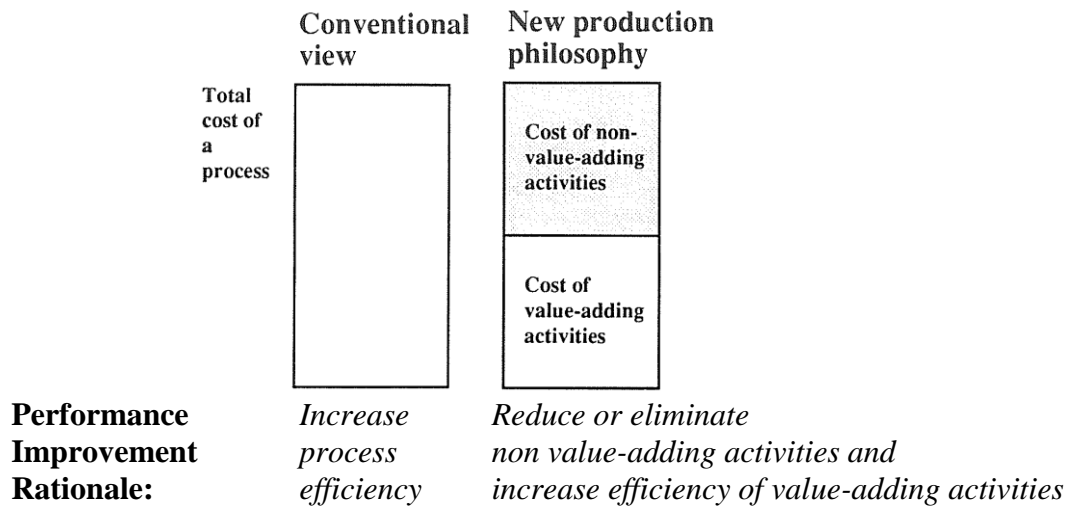 Conventional
view
New production
philosophy
Total
cost of
a
process
Cost of non-
value-adding
activities
Cost of
value-adding
activities
Performance
Improvement
Rationale:
Increase
process
efficiency
Reduce or eliminate
non value-adding activities and
increase efficiency of value-adding activities